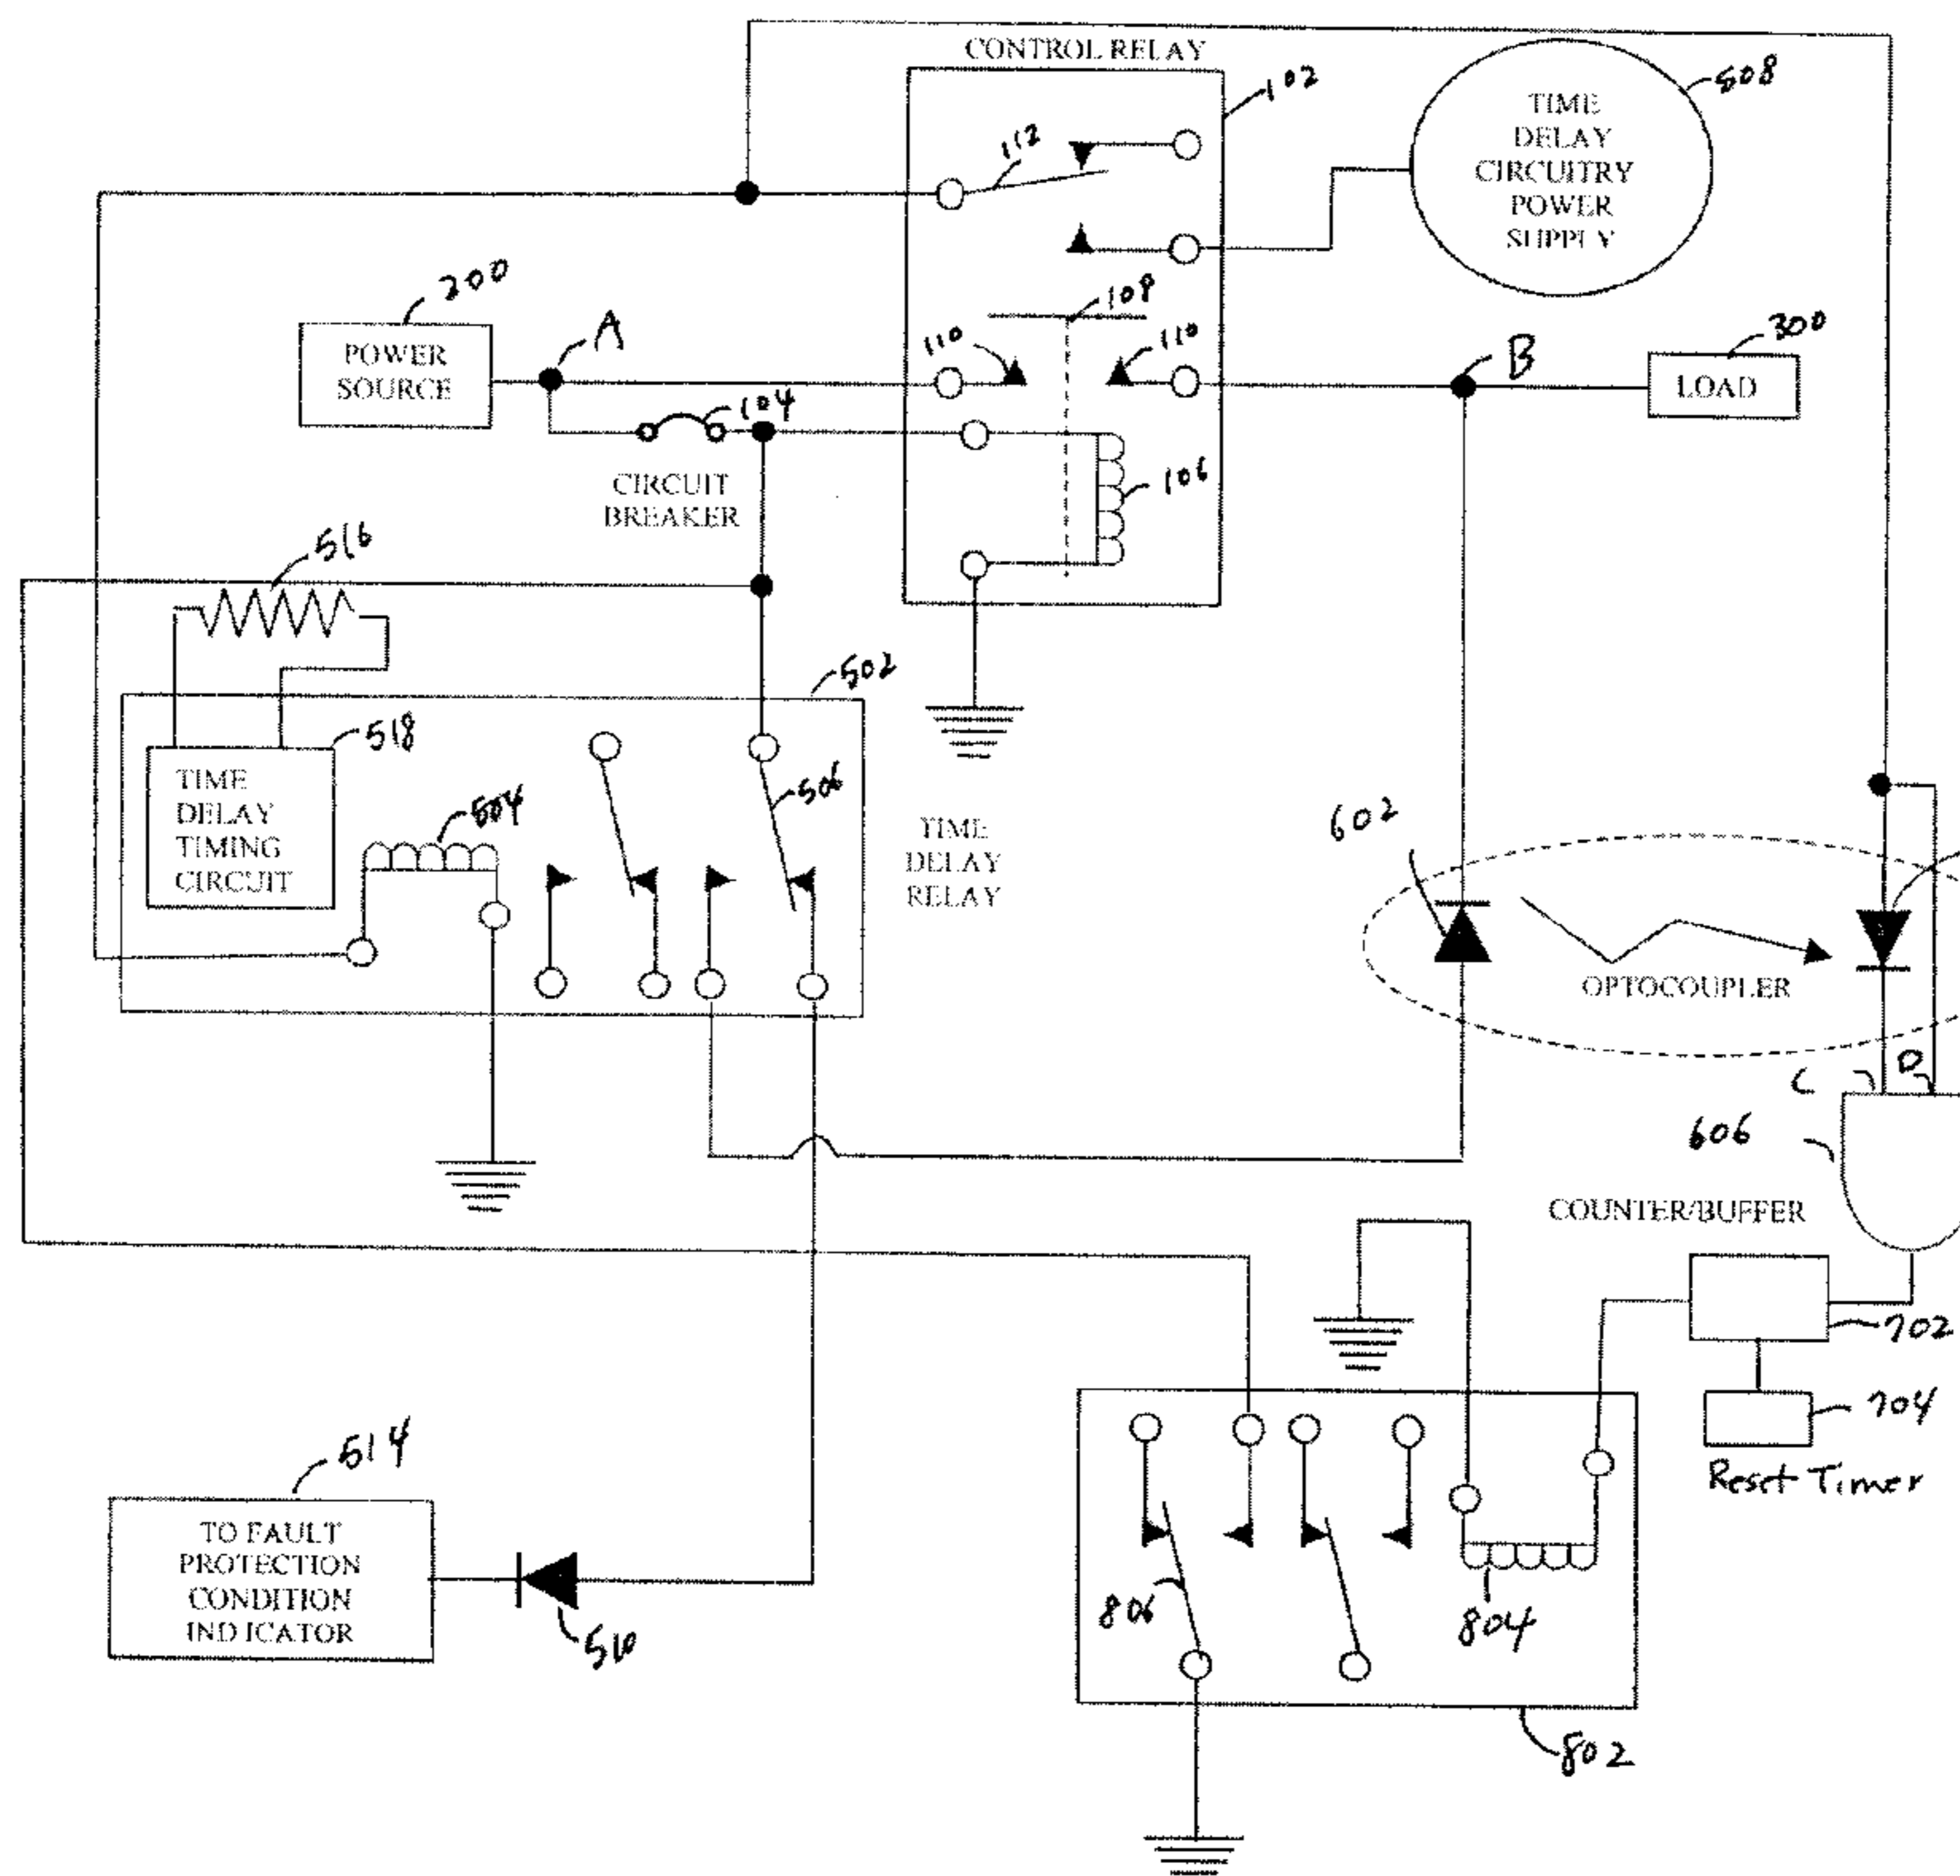 CONTROL RELAY
102
508
TIME
DELAY
CIRCUITRY
POWER
SUPPLY
112
200
POWER
SOURCE
A
108
110
110
B
300
LOAD
104
CIRCUIT
BREAKER
106
516
502
518
TIME
DELAY
TIMING
CIRCUIT
504
506
TIME
DELAY
RELAY
602
OPTOCOUPLER
C
D
606
COUNTER/BUFFER
702
704
Reset Timer
514
TO FAULT
PROTECTION
CONDITION
INDICATOR
510
806
804
802